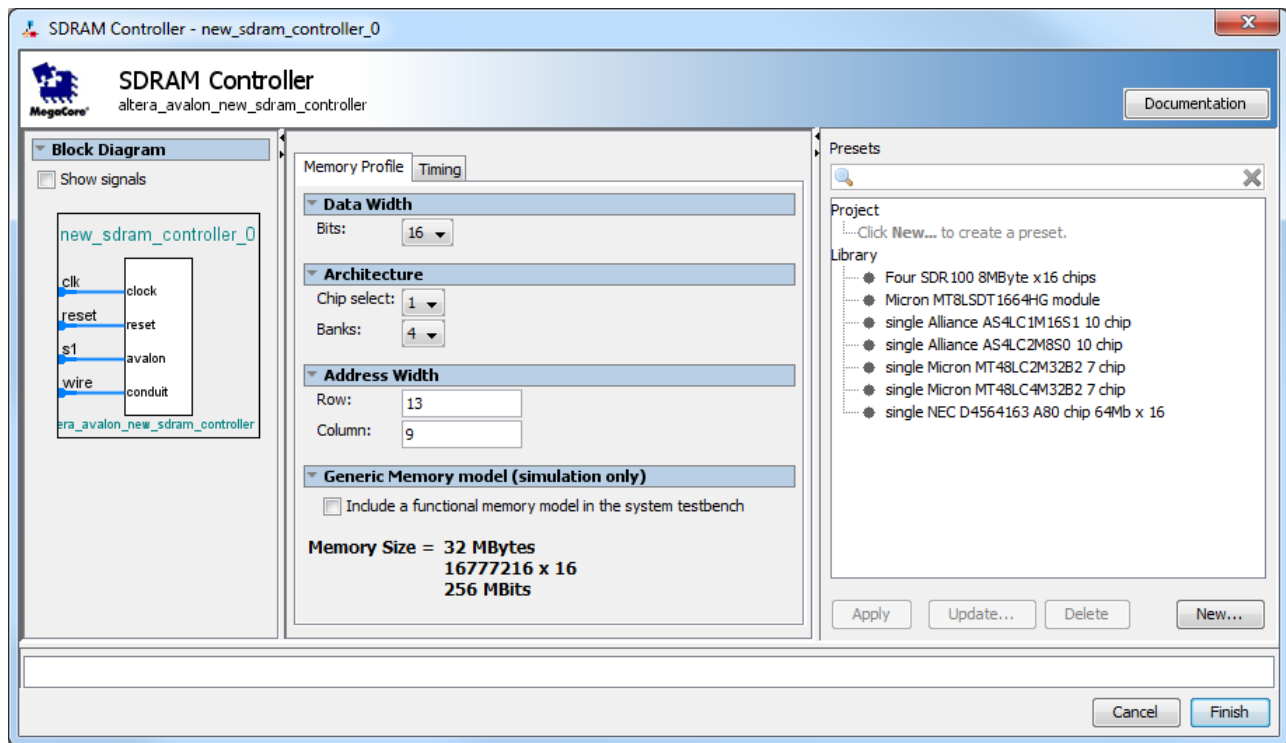 SDRAM Controller - new_sdram_controller_0
X
MegaCore®
SDRAM Controller
altera_avalon_new_sdram_controller
Documentation
Block Diagram
Show signals
new_sdram_controller_0
clk
clock
reset
reset
s1
avalon
wire
conduit
era_avalon_new_sdram_controller
Memory Profile
Timing
Data Width
Bits:
16
Architecture
Chip select:
1
Banks:
4
Address Width
Row:
13
Column:
9
Generic Memory model (simulation only)
Include a functional memory model in the system testbench
Memory Size = 32 MBytes
16777216 x 16
256 MBits
Presets
Project
Click New... to create a preset.
Library
Four SDR100 8MByte x16 chips
Micron MT8LSDT1664HG module
single Alliance AS4LC1M16S1 10 chip
single Alliance AS4LC2M8S0 10 chip
single Micron MT48LC2M32B2 7 chip
single Micron MT48LC4M32B2 7 chip
single NEC D4564163 A80 chip 64Mb x 16
Apply
Update...
Delete
New...
Cancel
Finish